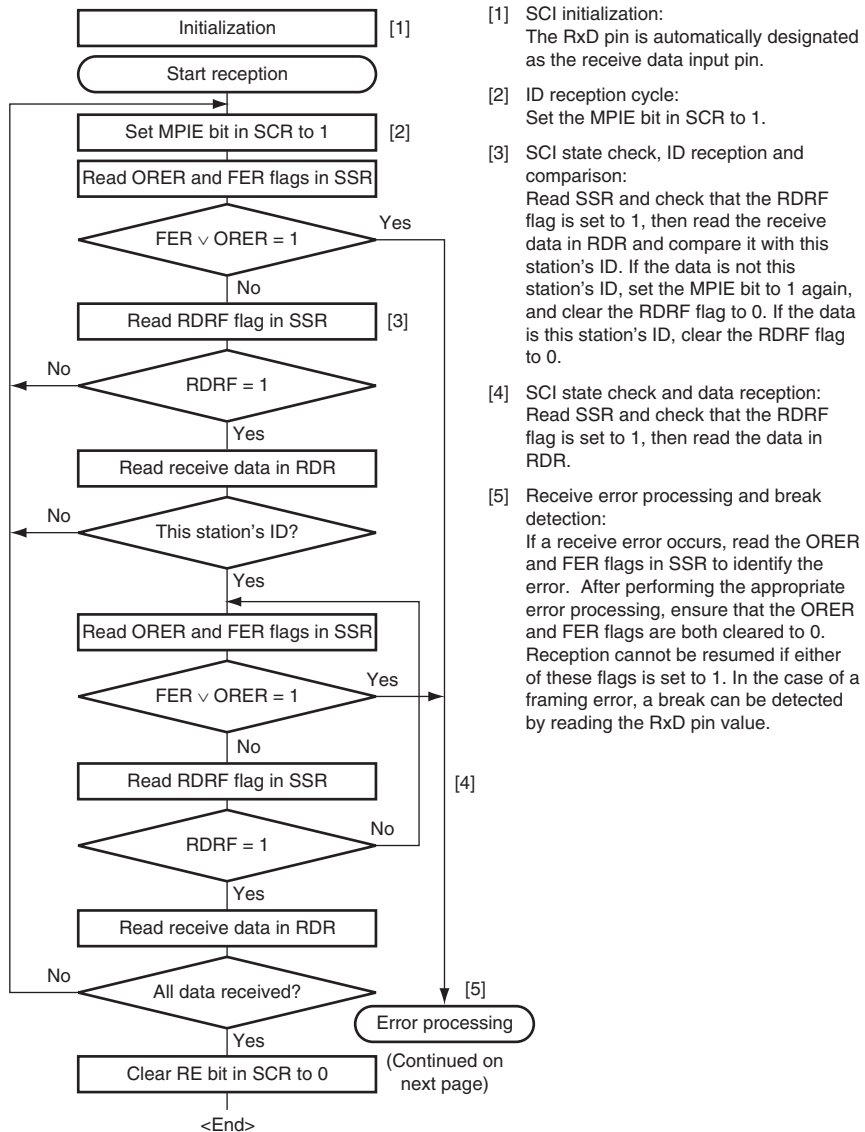 Initialization
[1]
Start reception
Set MPIE bit in SCR to 1
[2]
Read ORER and FER flags in SSR
FER ∨ ORER = 1
Yes
No
Read RDRF flag in SSR
[3]
No
RDRF = 1
Yes
Read receive data in RDR
No
This station's ID?
Yes
Read ORER and FER flags in SSR
FER ∨ ORER = 1
Yes
No
Read RDRF flag in SSR
[4]
RDRF = 1
No
Yes
Read receive data in RDR
No
All data received?
[5]
Error processing
Yes
(Continued on
next page)
Clear RE bit in SCR to 0
<End>
[1] SCI initialization:
The RxD pin is automatically designated
as the receive data input pin.
[2] ID reception cycle:
Set the MPIE bit in SCR to 1.
[3] SCI state check, ID reception and
comparison:
Read SSR and check that the RDRF
flag is set to 1, then read the receive
data in RDR and compare it with this
station's ID. If the data is not this
station's ID, set the MPIE bit to 1 again,
and clear the RDRF flag to 0. If the data
is this station's ID, clear the RDRF flag
to 0.
[4] SCI state check and data reception:
Read SSR and check that the RDRF
flag is set to 1, then read the data in
RDR.
[5] Receive error processing and break
detection:
If a receive error occurs, read the ORER
and FER flags in SSR to identify the
error. After performing the appropriate
error processing, ensure that the ORER
and FER flags are both cleared to 0.
Reception cannot be resumed if either
of these flags is set to 1. In the case of a
framing error, a break can be detected
by reading the RxD pin value.